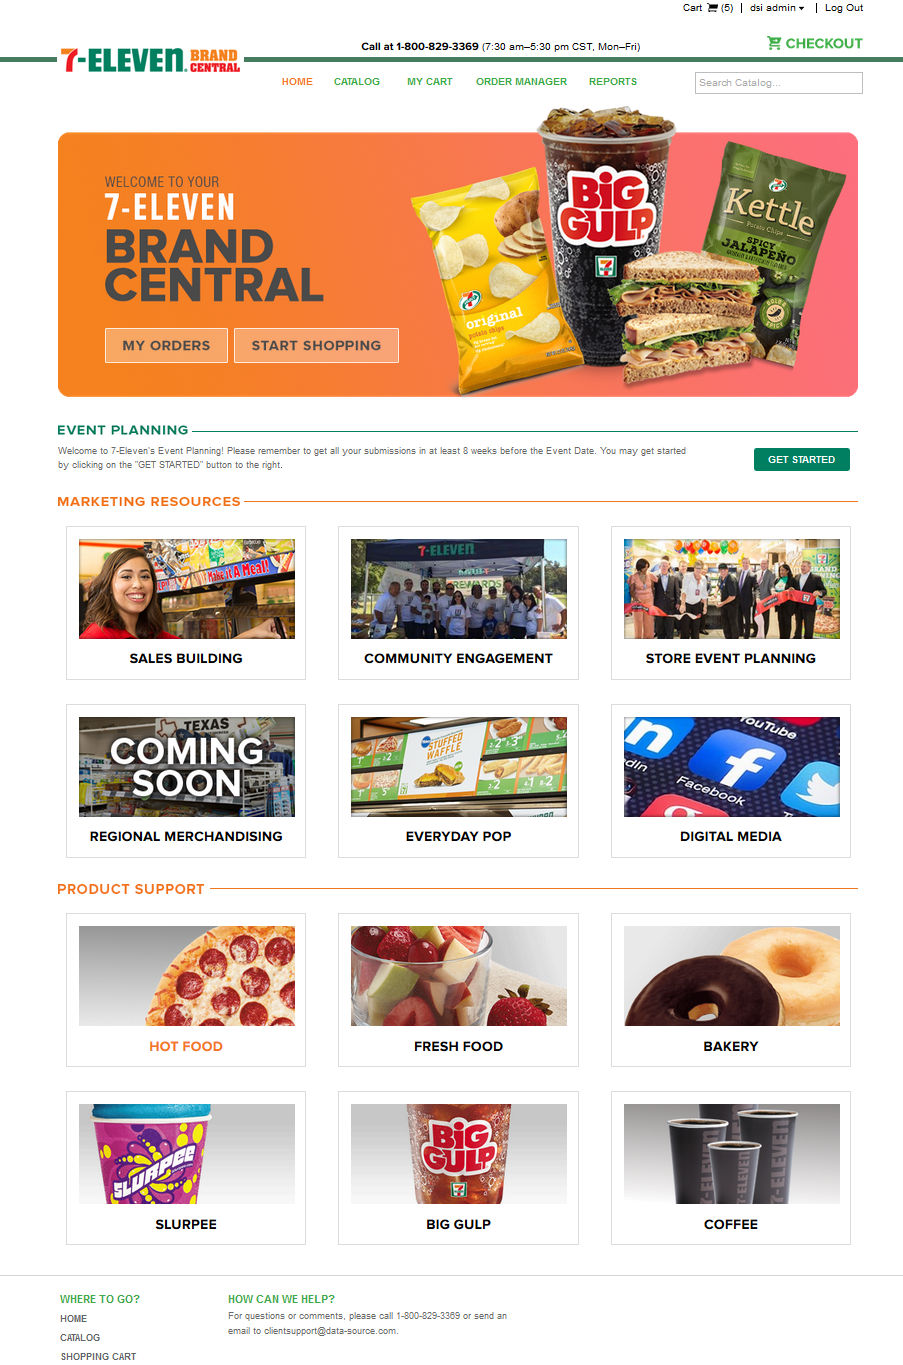 Cart (5) | dsi admin | Log Out
7-ELEVEN. BRAND CENTRAL
Call at 1-800-829-3369 (7:30 am–5:30 pm CST, Mon–Fri)
CHECKOUT
HOME CATALOG MY CART ORDER MANAGER REPORTS
Search Catalog...
WELCOME TO YOUR
7-ELEVEN
BRAND
CENTRAL
MY ORDERS START SHOPPING
original
potato chips
BIG
GULP
Kettle
Potato Chips
SPICY
JALAPEÑO
EVENT PLANNING
Welcome to 7-Eleven's Event Planning! Please remember to get all your submissions in at least 8 weeks before the Event Date. You may get started
by clicking on the "GET STARTED" button to the right.
GET STARTED
MARKETING RESOURCES
Make it A Meal!
SALES BUILDING
7-ELEVEN
REWARDS
COMMUNITY ENGAGEMENT
STORE EVENT PLANNING
TEXAS
COMING
SOON
REGIONAL MERCHANDISING
STUFFED
WAFFLE
EVERYDAY POP
YouTube
Facebook
DIGITAL MEDIA
PRODUCT SUPPORT
HOT FOOD
FRESH FOOD
BAKERY
SLURPEE
SLURPEE
BIG
GULP
BIG GULP
7-ELEVEN
7-ELEVEN
COFFEE
WHERE TO GO?
HOME
CATALOG
SHOPPING CART
HOW CAN WE HELP?
For questions or comments, please call 1-800-829-3369 or send an
email to clientsupport@data-source.com.